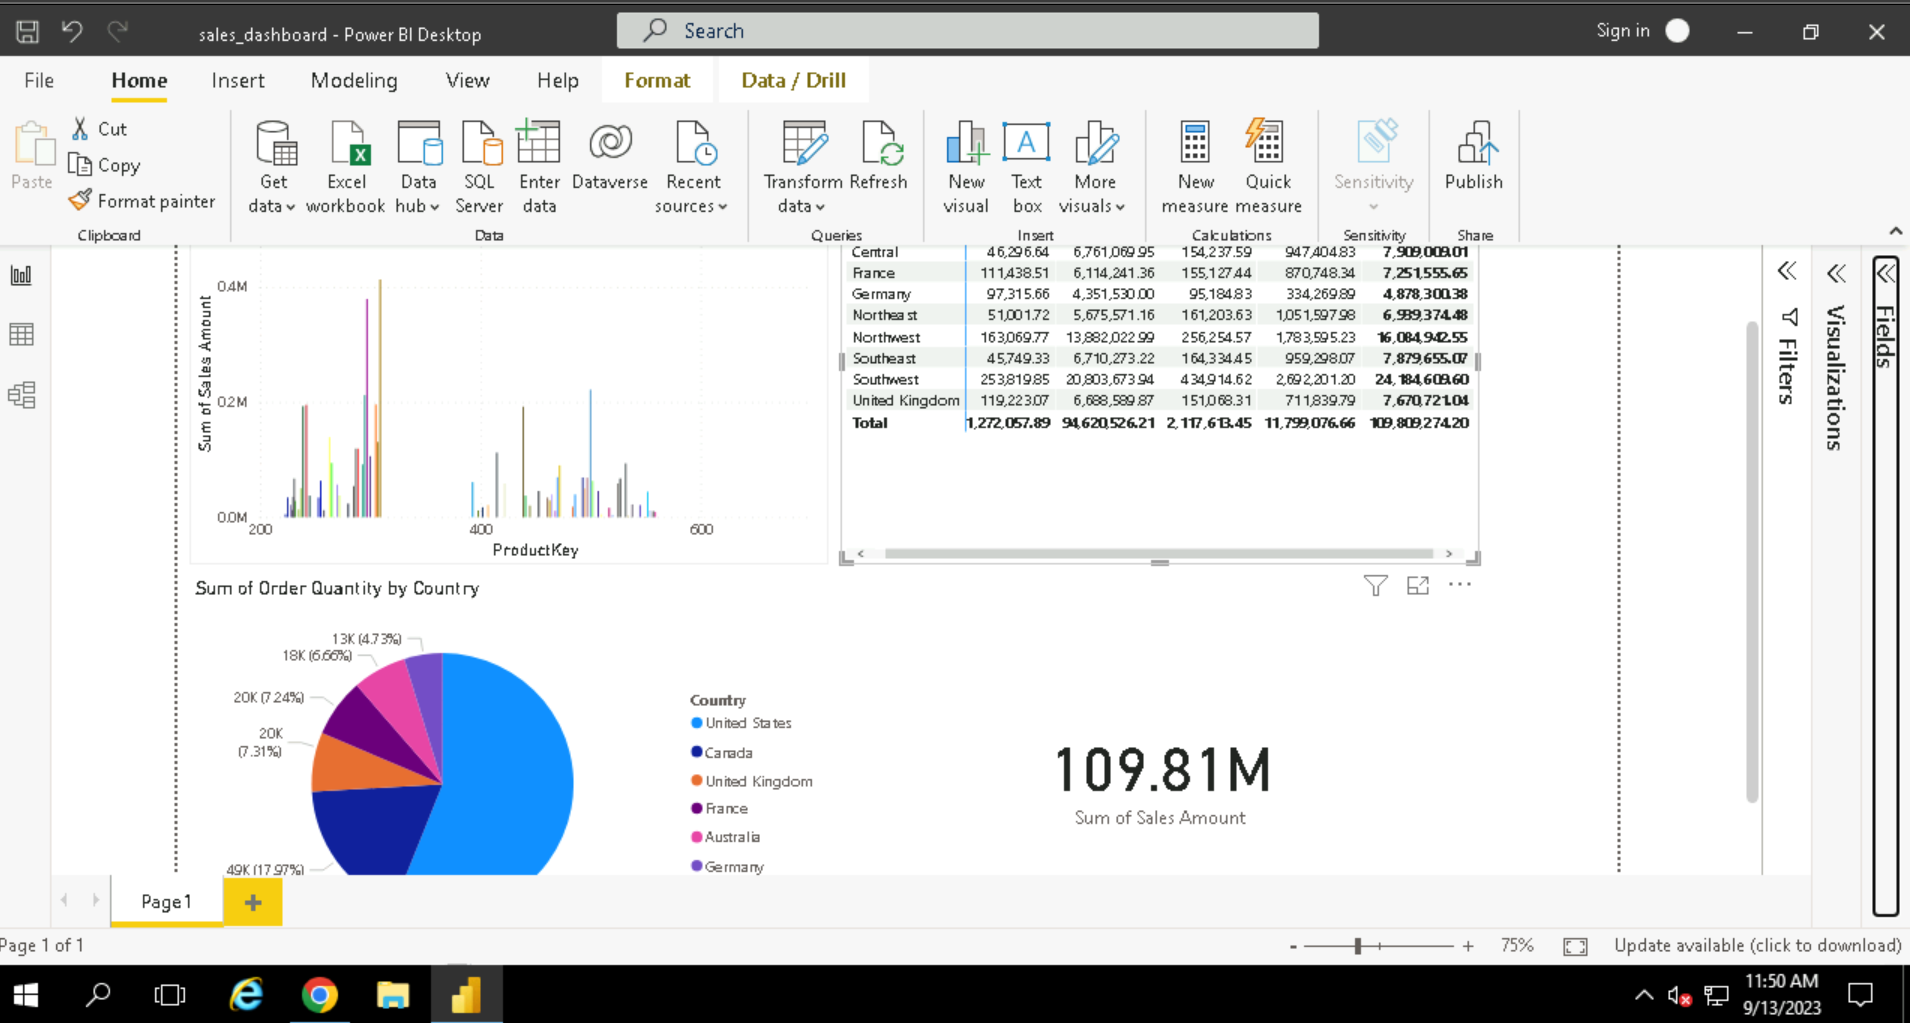 sales_dashboard - Power BI Desktop
Search
Sign in
File Home Insert Modeling View Help Format Data / Drill
Paste
Cut
Copy
Format painter
Clipboard
Get data
Excel workbook
Data hub
SQL Server
Enter data
Dataverse
Recent sources
Data
Transform data
Refresh
Queries
New visual
Text box
More visuals
Insert
New measure
Quick measure
Calculations
Sensitivity
Sensitivity
Publish
Share
Sum of Sales Amount
0.4M
0.2M
0.0M
200 400 600
ProductKey
Central 46,296.64 6,761,069.95 154,237.59 947,404.83 7,909,009.01
France 111,438.51 6,114,241.36 155,127.44 870,748.34 7,251,555.65
Germany 97,315.66 4,351,530.00 95,184.83 334,269.89 4,878,300.38
Northeast 51,001.72 5,675,571.16 161,203.63 1,051,597.98 6,939,374.48
Northwest 163,069.77 13,882,022.99 256,254.57 1,783,595.23 16,084,942.55
Southeast 45,749.33 6,710,273.22 164,334.45 959,298.07 7,879,655.07
Southwest 253,819.85 20,803,673.94 434,914.62 2,692,201.20 24,184,609.60
United Kingdom 119,223.07 6,688,589.87 151,068.31 711,839.79 7,670,721.04
Total 1,272,057.89 94,620,526.21 2,117,613.45 11,799,076.66 109,809,274.20
Filters
Visualizations
Fields
Sum of Order Quantity by Country
13K (4.73%)
18K (6.66%)
20K (7.24%)
20K
(7.31%)
49K (17.97%)
Country
United States
Canada
United Kingdom
France
Australia
Germany
109.81M
Sum of Sales Amount
Page 1
Page 1 of 1
- + 75%
Update available (click to download)
11:50 AM
9/13/2023